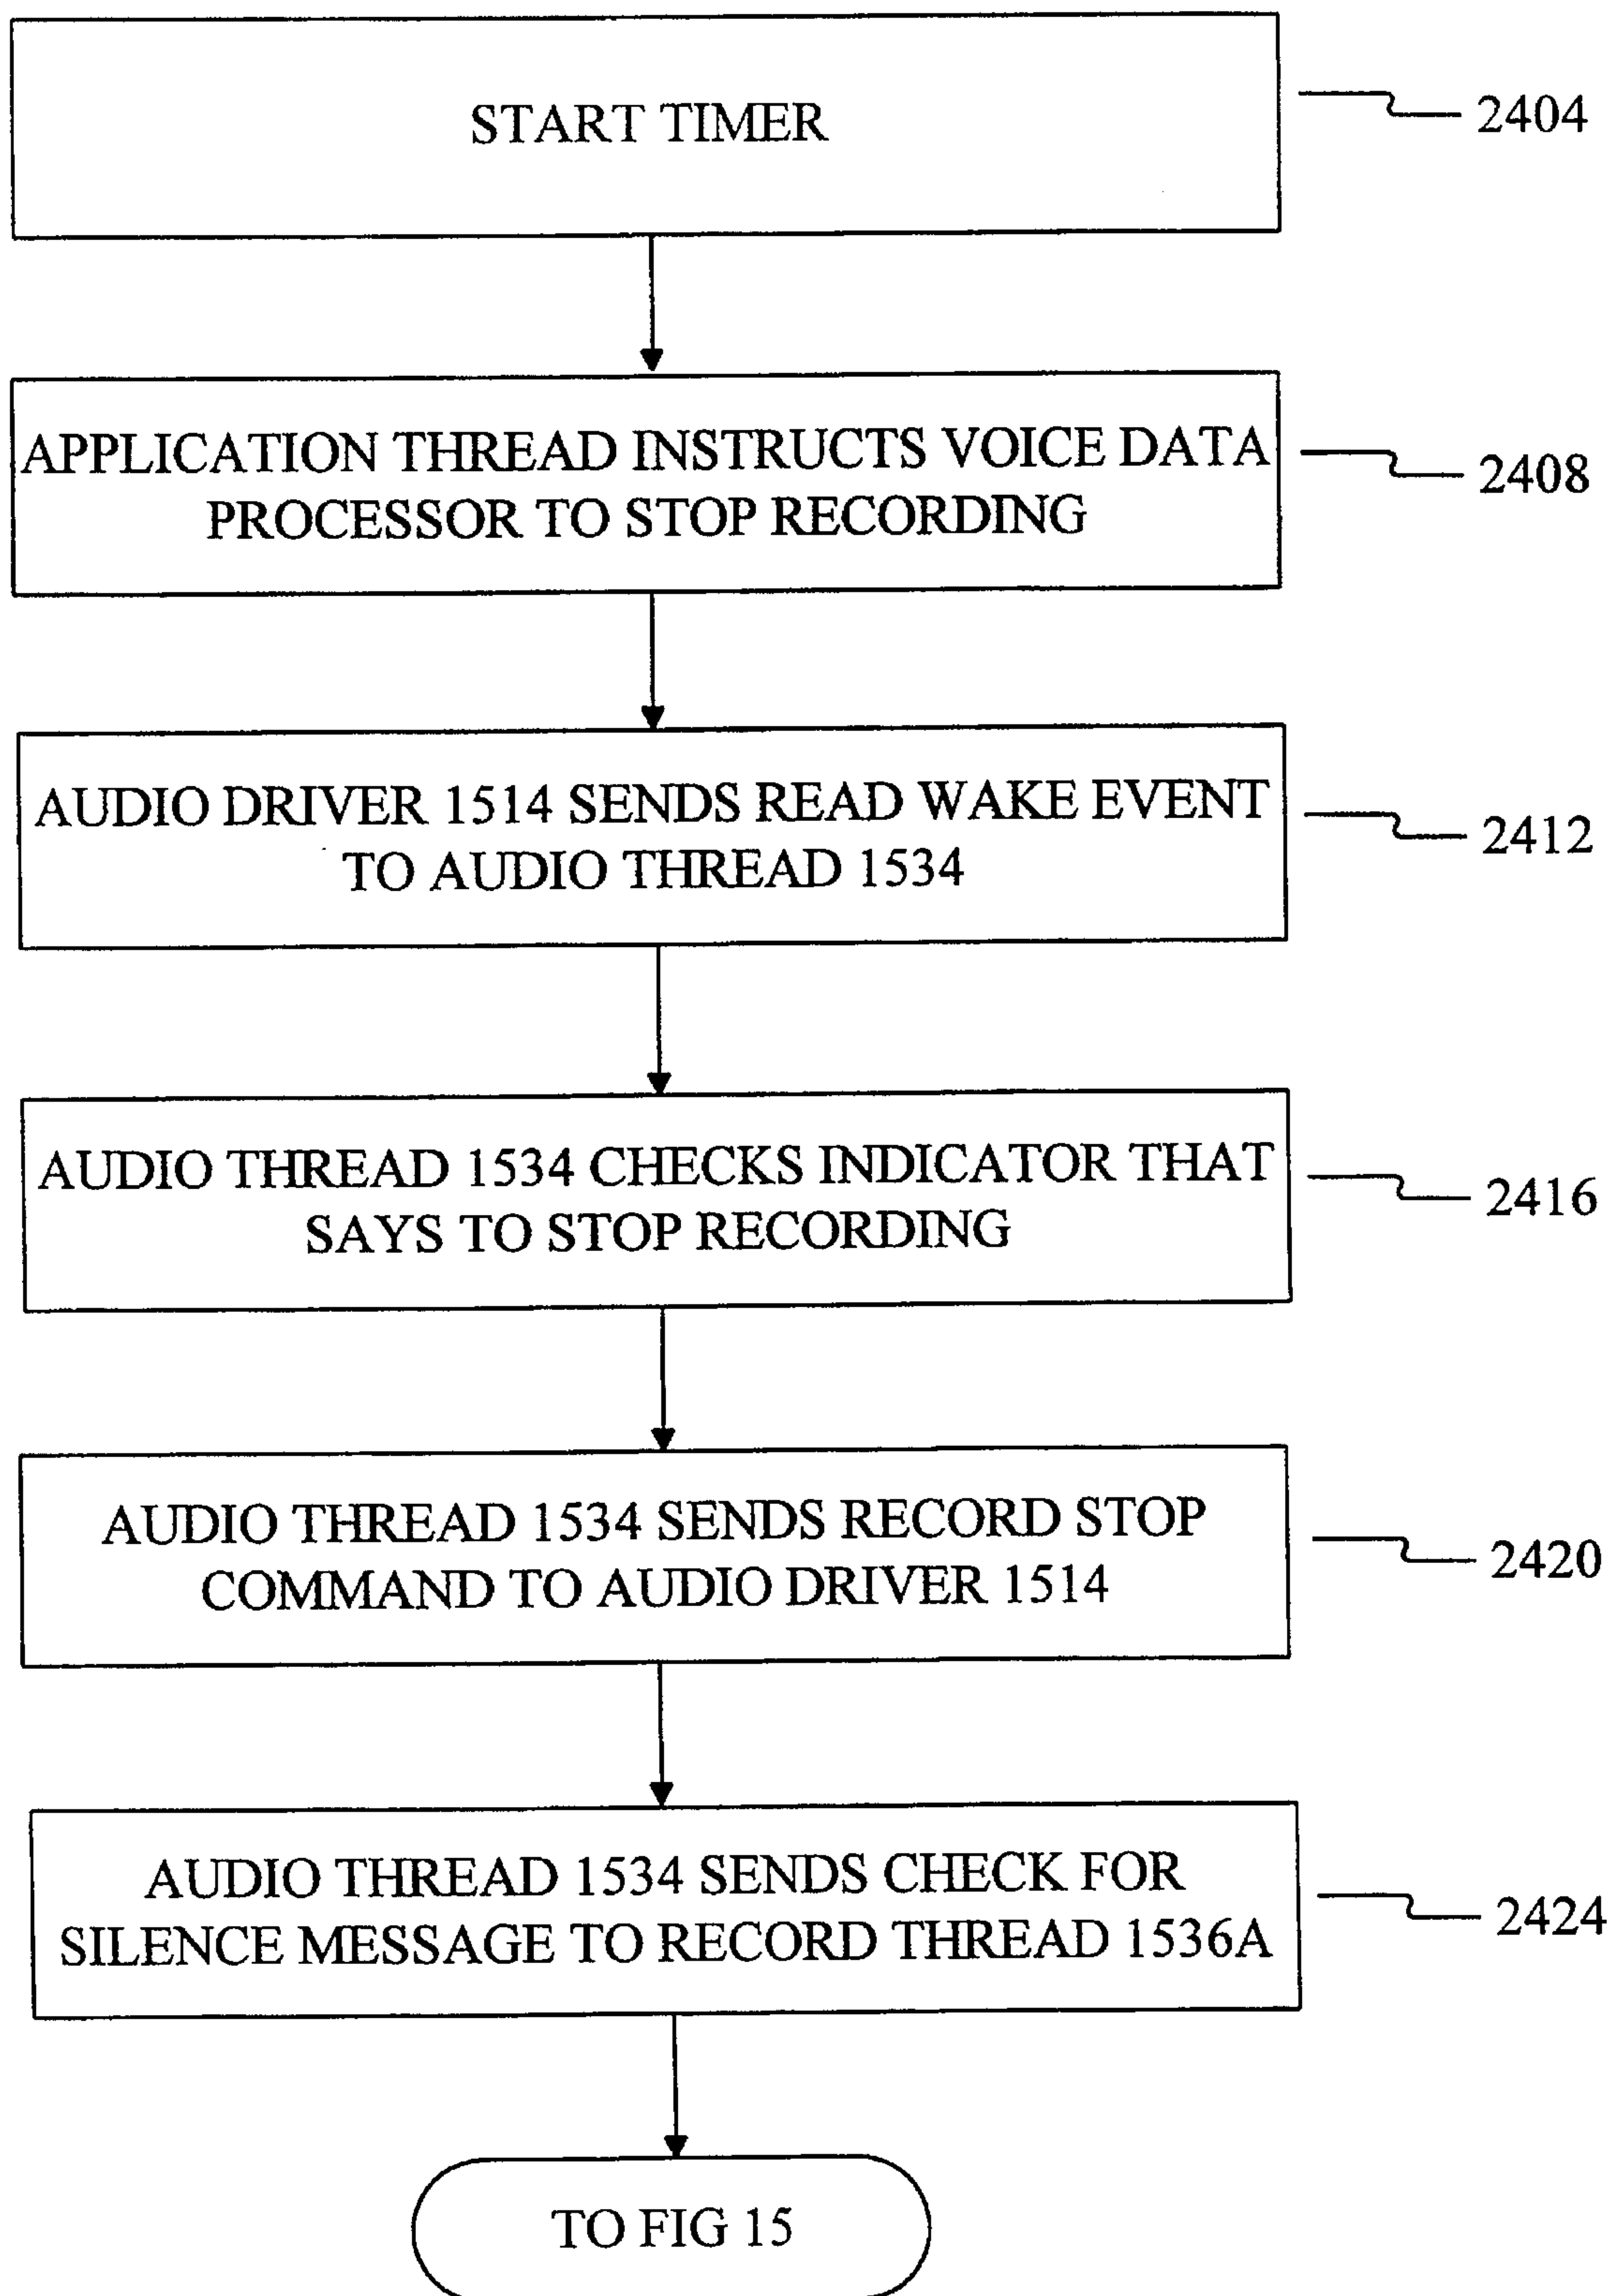 START TIMER
2404
APPLICATION THREAD INSTRUCTS VOICE DATA
PROCESSOR TO STOP RECORDING
2408
AUDIO DRIVER 1514 SENDS READ WAKE EVENT
TO AUDIO THREAD 1534
2412
AUDIO THREAD 1534 CHECKS INDICATOR THAT
SAYS TO STOP RECORDING
2416
AUDIO THREAD 1534 SENDS RECORD STOP
COMMAND TO AUDIO DRIVER 1514
2420
AUDIO THREAD 1534 SENDS CHECK FOR
SILENCE MESSAGE TO RECORD THREAD 1536A
2424
TO FIG 15